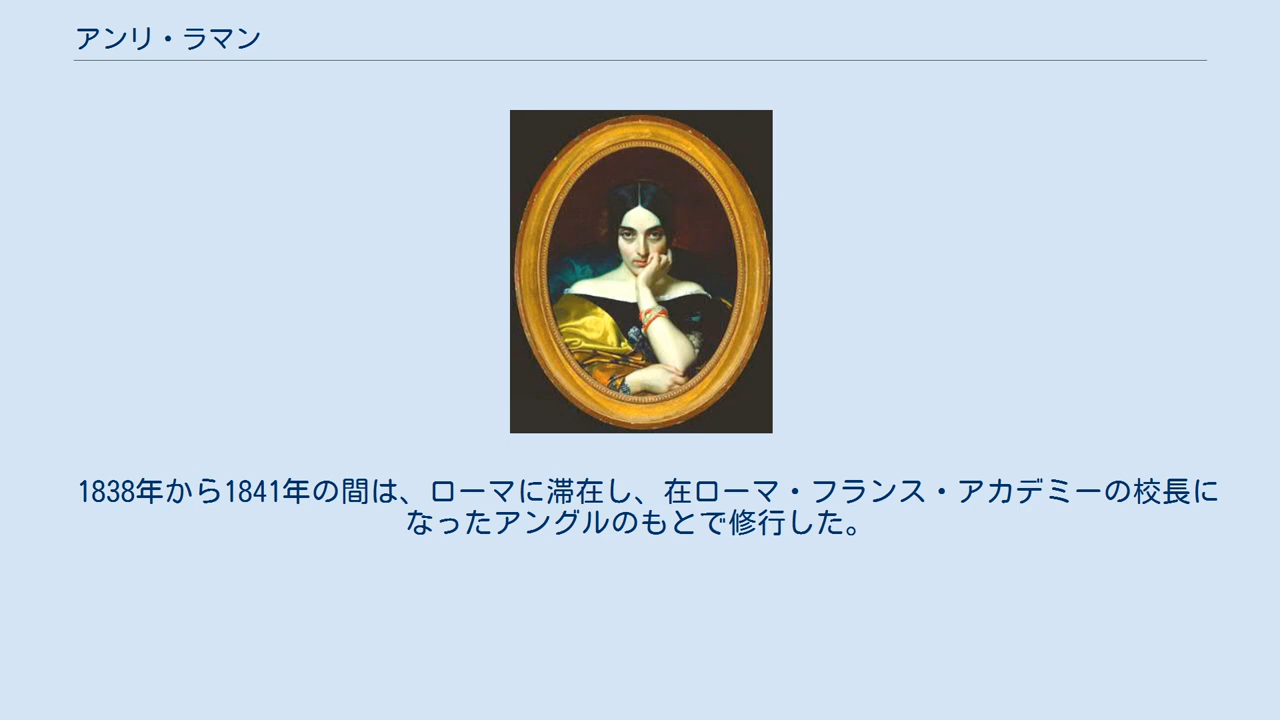 アンリ・ラマン
1838年から1841年の間は、ローマに滞在し、在ローマ・フランス・アカデミーの校長に
なったアングルのもとで修行した。